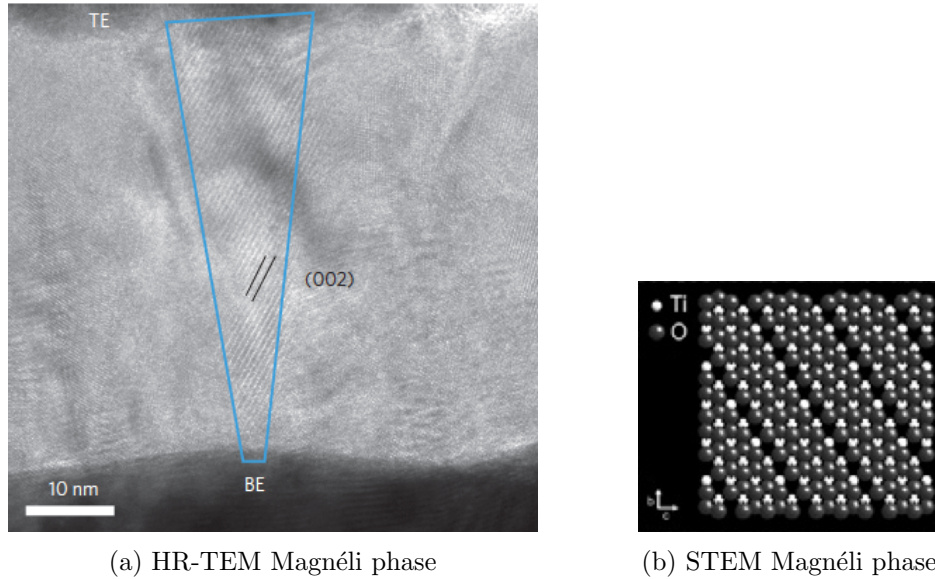 TE
(002)
BE
10 nm
Ti
O
b
c
(a) HR-TEM Magnéli phase
(b) STEM Magnéli phase